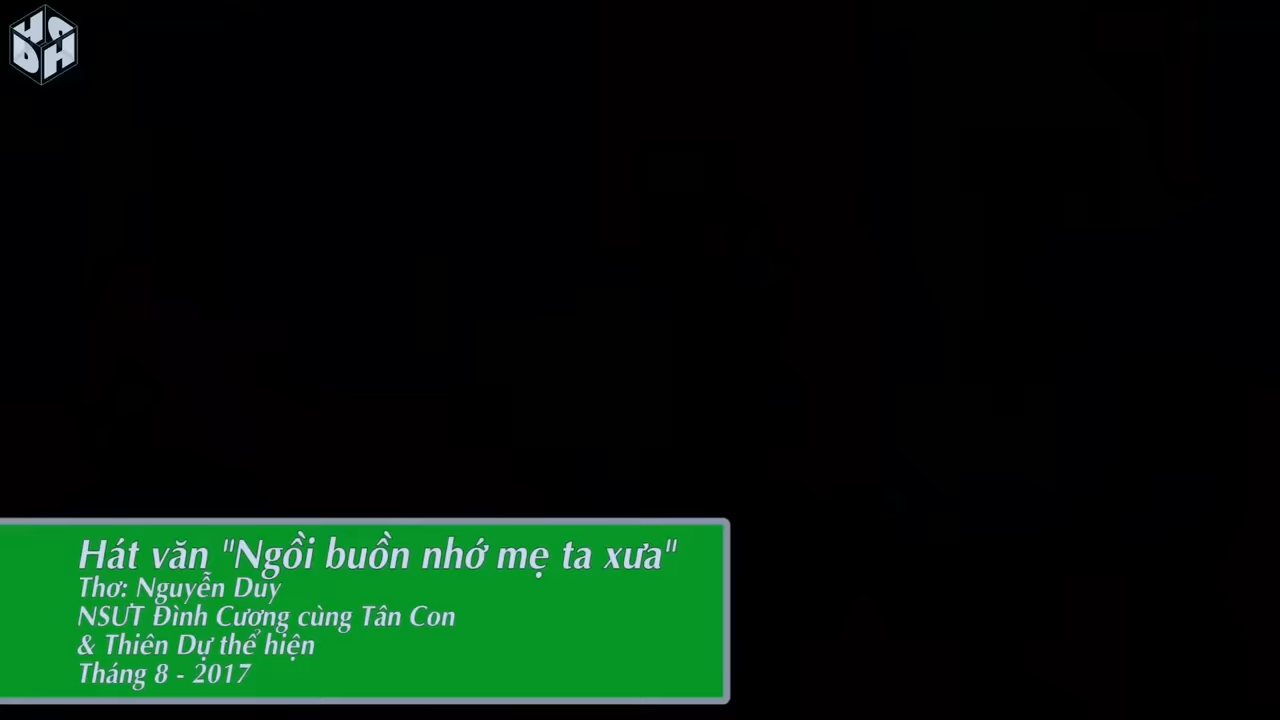 HADH
Hát văn "Ngồi buồn nhớ mẹ ta xưa"
Thơ: Nguyễn Duy
NSƯT Đình Cương cùng Tân Con
& Thiên Dự thể hiện
Tháng 8 - 2017